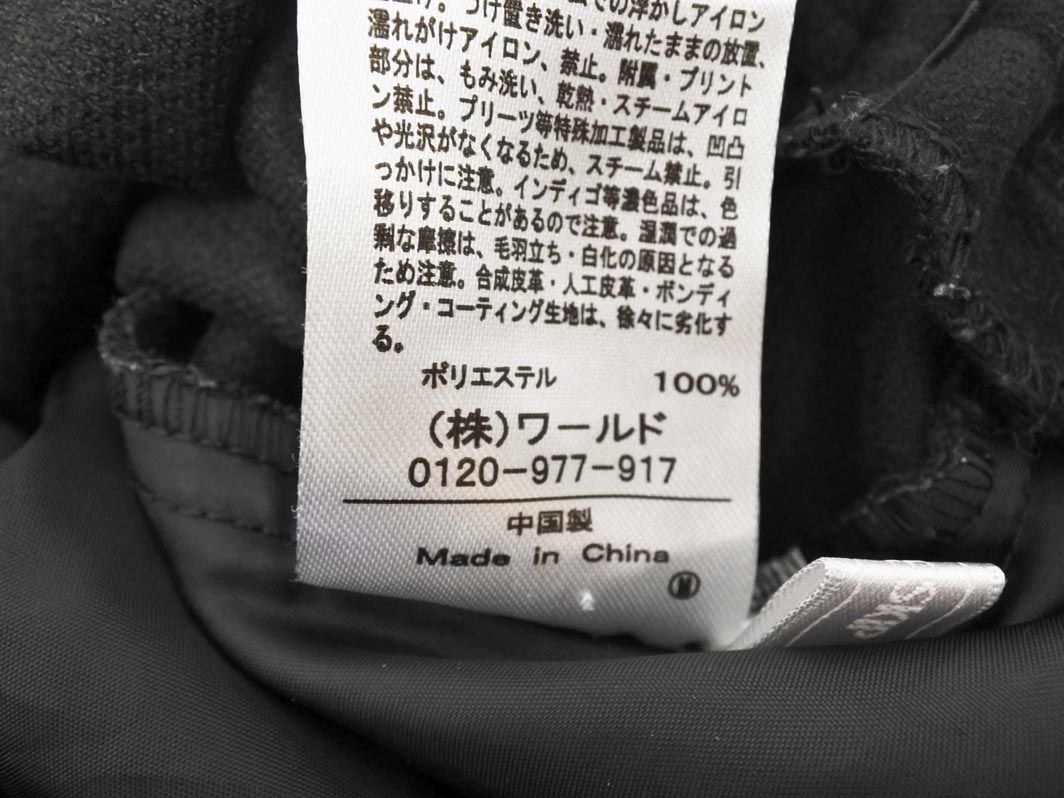 での浮かしアイロン
つけ置き洗い・濡れたままの放置、
濡れがけアイロン、禁止。附属・プリント
部分は、もみ洗い、乾熱・スチームアイロ
ン禁止。プリーツ等特殊加工製品は、凹凸
や光沢がなくなるため、スチーム禁止。引
っかけに注意。インディゴ等濃色品は、色
移りすることがあるので注意。湿潤での過
剰な摩擦は、毛羽立ち・白化の原因となる
ため注意。合成皮革・人工皮革・ボンディ
ング・コーティング生地は、徐々に劣化す
る。
ポリエステル 100%
(株)ワールド
0120-977-917
中国製
Made in China
M